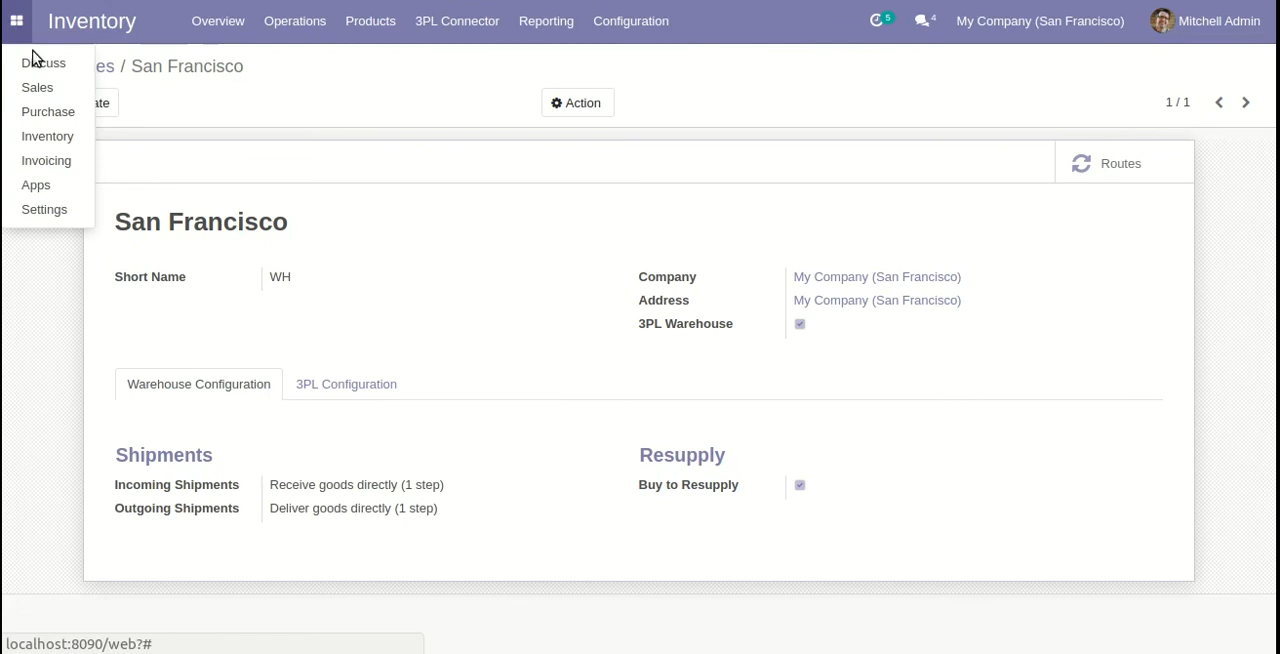 Inventory Overview Operations Products 3PL Connector Reporting Configuration 5 4 My Company (San Francisco) Mitchell Admin
Discuss
es / San Francisco
Sales
Purchase
ate
Action
1 / 1
Inventory
Invoicing
Apps
Settings
Routes
San Francisco
Short Name WH
Company My Company (San Francisco)
Address My Company (San Francisco)
3PL Warehouse
Warehouse Configuration 3PL Configuration
Shipments
Incoming Shipments Receive goods directly (1 step)
Outgoing Shipments Deliver goods directly (1 step)
Resupply
Buy to Resupply
localhost:8090/web?#